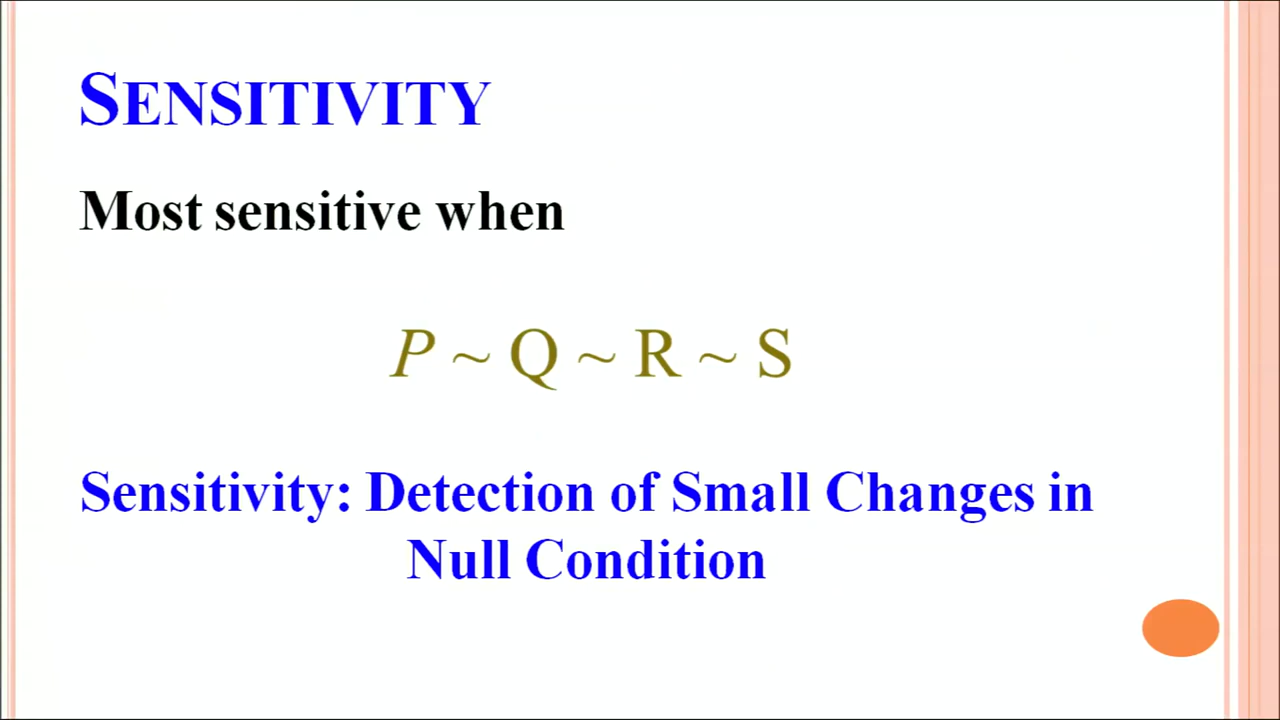 SENSITIVITY
Most sensitive when
P ~ Q ~ R ~ S
Sensitivity: Detection of Small Changes in
Null Condition